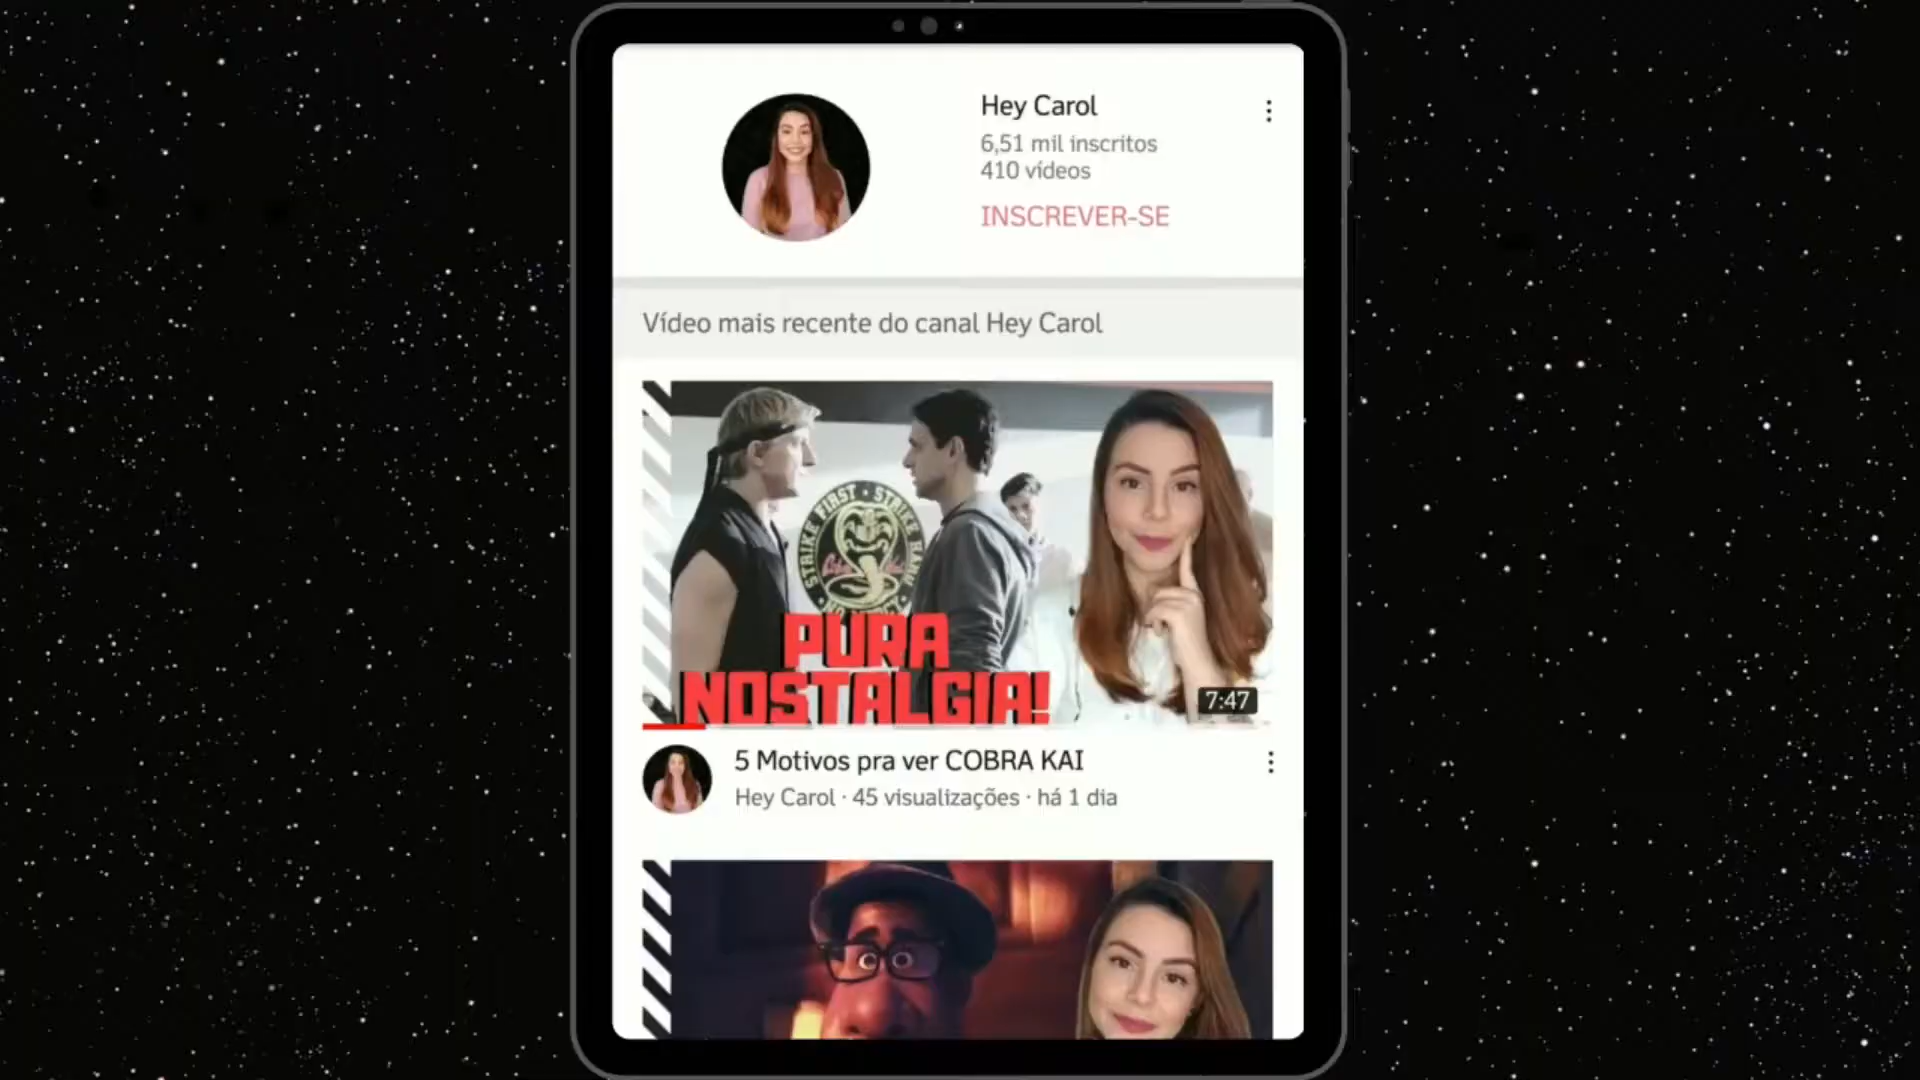 Hey Carol
6,51 mil inscritos
410 vídeos
INSCREVER-SE
Vídeo mais recente do canal Hey Carol
STRIKE FIRST • STRIKE HARD
PURA
NOSTALGIA!
7:47
5 Motivos pra ver COBRA KAI
Hey Carol · 45 visualizações · há 1 dia